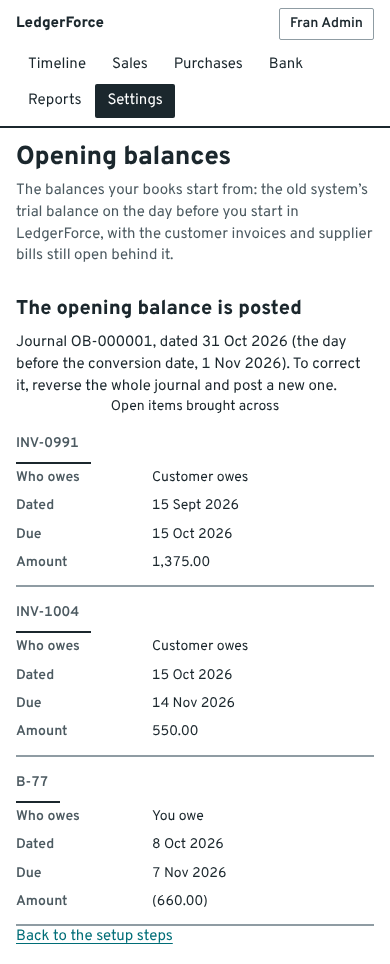 LedgerForce
Fran Admin
Timeline Sales Purchases Bank
Reports Settings
Opening balances
The balances your books start from: the old system’s
trial balance on the day before you start in
LedgerForce, with the customer invoices and supplier
bills still open behind it.
The opening balance is posted
Journal OB-000001, dated 31 Oct 2026 (the day
before the conversion date, 1 Nov 2026). To correct
it, reverse the whole journal and post a new one.
Open items brought across
INV-0991
Who owes Customer owes
Dated 15 Sept 2026
Due 15 Oct 2026
Amount 1,375.00
INV-1004
Who owes Customer owes
Dated 15 Oct 2026
Due 14 Nov 2026
Amount 550.00
B-77
Who owes You owe
Dated 8 Oct 2026
Due 7 Nov 2026
Amount (660.00)
Back to the setup steps